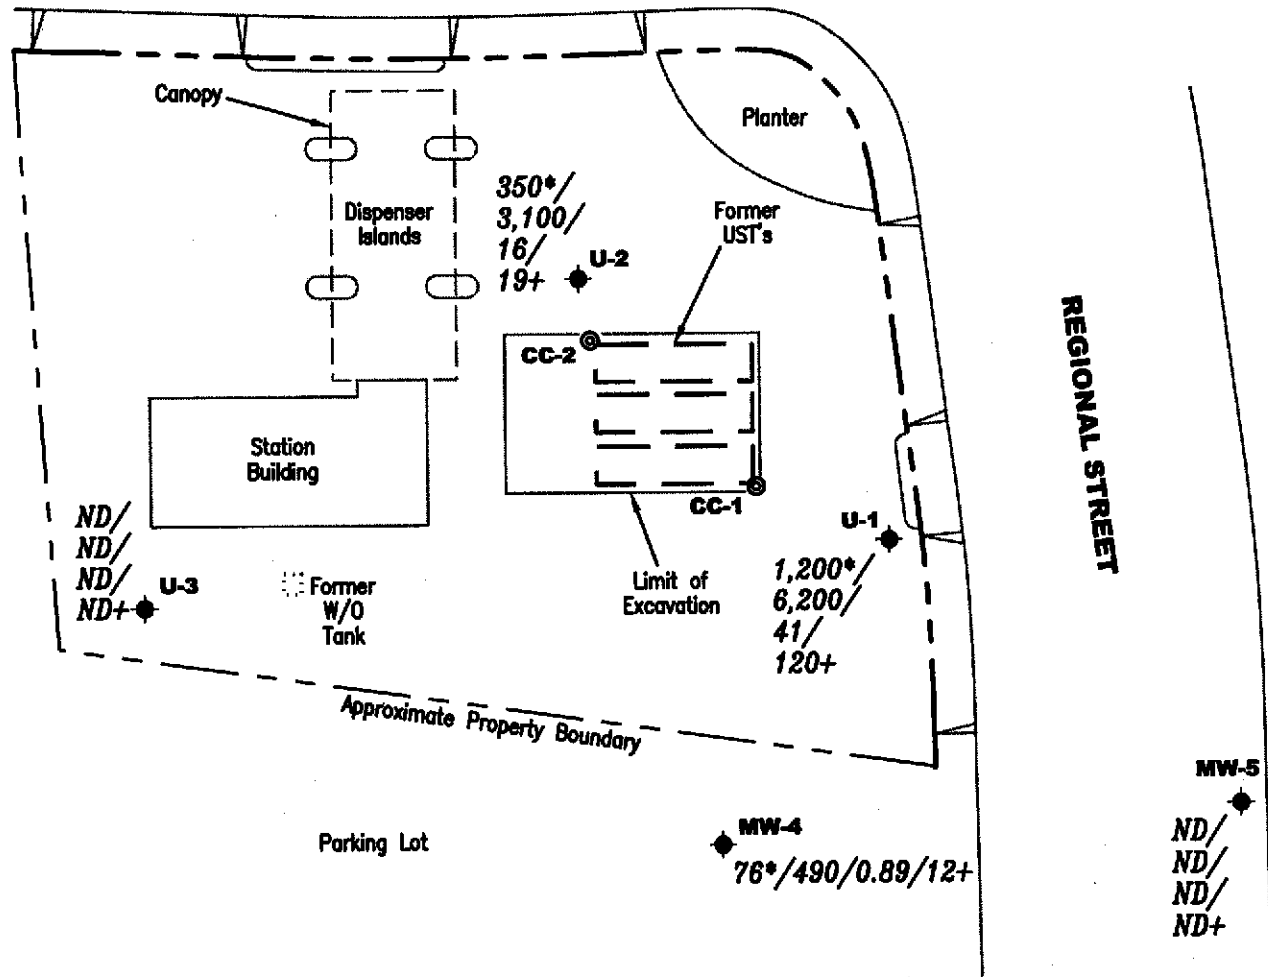 Canopy
Planter
Dispenser
Islands
350*/
3,100/
16/
19+
U-2
Former
UST's
CC-2
CC-1
Station
Building
REGIONAL STREET
ND/
ND/
ND/
ND+
U-3
Former
W/O
Tank
Limit of
Excavation
U-1
1,200*/
6,200/
41/
120+
Approximate Property Boundary
Parking Lot
MW-4
76*/490/0.89/12+
MW-5
ND/
ND/
ND/
ND+